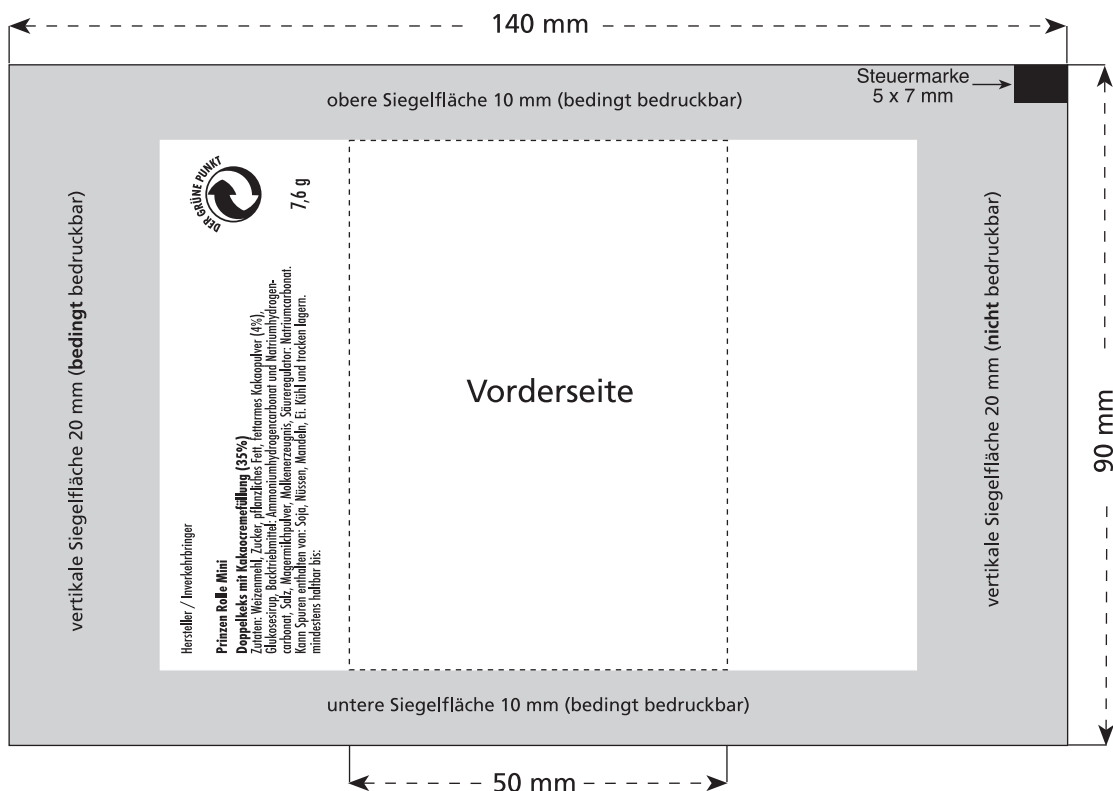 140 mm
Steuermarke
5 x 7 mm
obere Siegelfläche 10 mm (bedingt bedruckbar)
vertikale Siegelfläche 20 mm (bedingt bedruckbar)
DER GRÜNE PUNKT
7,6 g
Hersteller / Inverkehrbringer
Prinzen Rolle Mini
Doppelkeks mit Kakaocremefüllung (35%)
Zutaten: Weizenmehl, Zucker, pflanzliches Fett, fettarmes Kakaopulver (4%),
Glukosesirup, Backtriebmittel: Ammoniumhydrogencarbonat und Natriumhydrogen-
carbonat, Salz, Magermilchpulver, Molkenerzeugnis, Säureregulator: Natriumcarbonat.
Kann Spuren enthalten von: Soja, Nüssen, Mandeln, Ei. Kühl und trocken lagern.
mindestens haltbar bis:
Vorderseite
vertikale Siegelfläche 20 mm (nicht bedruckbar)
90 mm
untere Siegelfläche 10 mm (bedingt bedruckbar)
50 mm